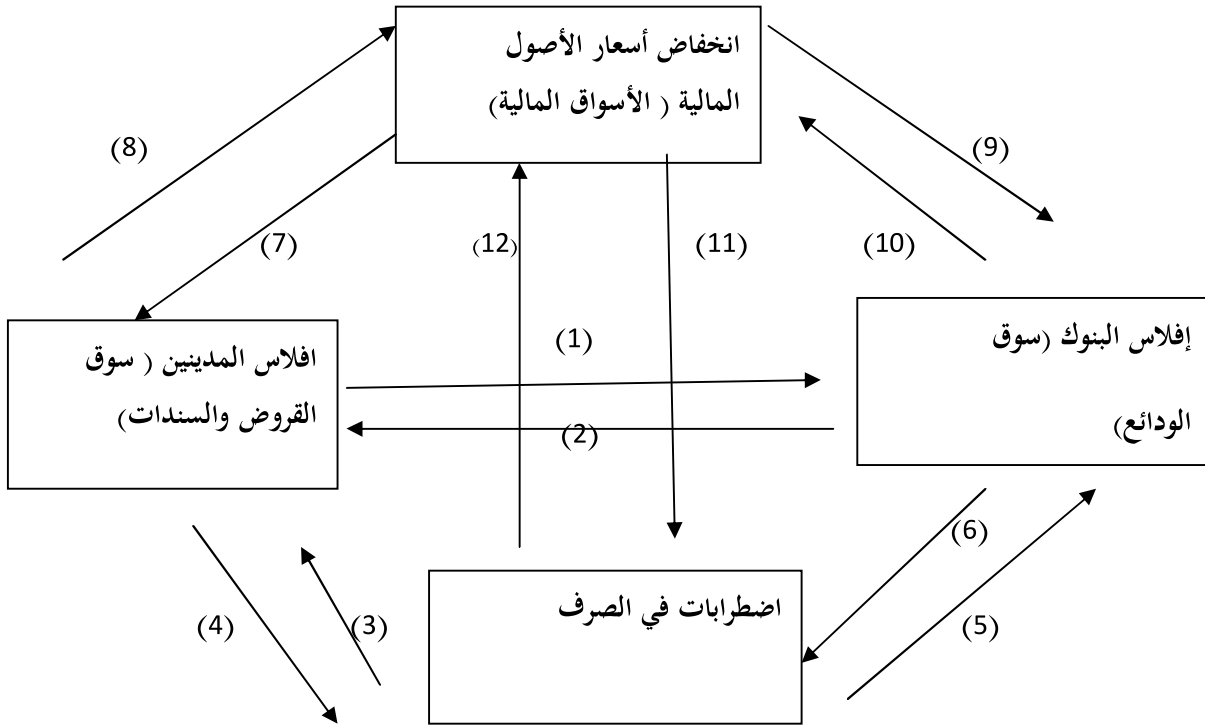 انخفاض أسعار الأصول
المالية ( الأسواق المالية)
(8)
(9)
(7)
(12)
(11)
(10)
افلاس المدينين ( سوق
القروض والسندات)
(1)
(2)
إفلاس البنوك (سوق
الودائع)
(4)
(3)
اضطرابات في الصرف
(6)
(5)